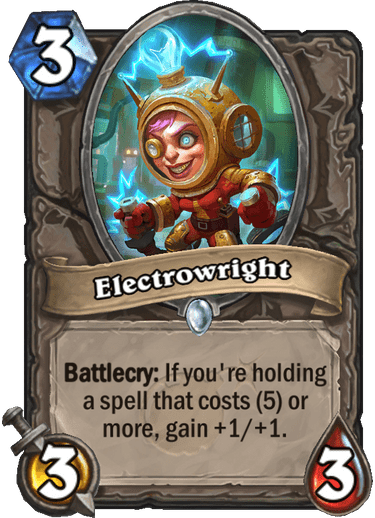 3
Electrowright
Battlecry: If you're holding
a spell that costs (5) or
more, gain +1/+1.
3
3